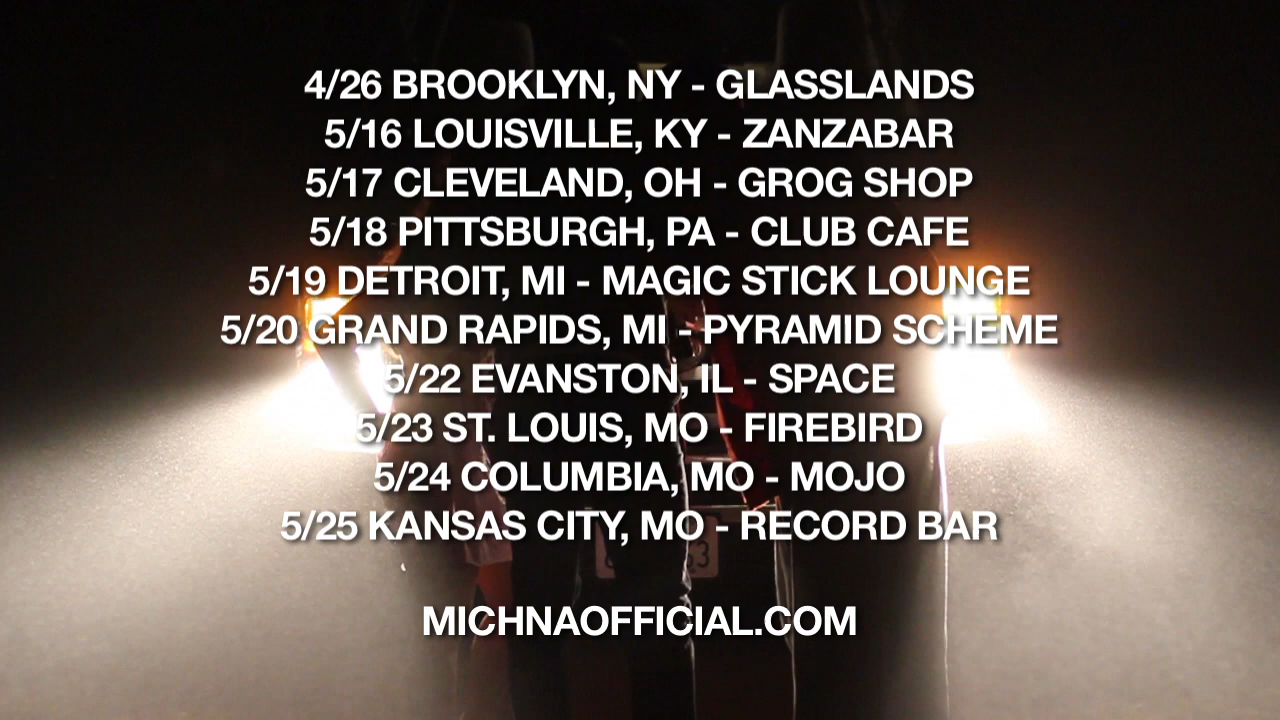 4/26 BROOKLYN, NY - GLASSLANDS
5/16 LOUISVILLE, KY - ZANZABAR
5/17 CLEVELAND, OH - GROG SHOP
5/18 PITTSBURGH, PA - CLUB CAFE
5/19 DETROIT, MI - MAGIC STICK LOUNGE
5/20 GRAND RAPIDS, MI - PYRAMID SCHEME
5/22 EVANSTON, IL - SPACE
5/23 ST. LOUIS, MO - FIREBIRD
5/24 COLUMBIA, MO - MOJO
5/25 KANSAS CITY, MO - RECORD BAR
MICHNAOFFICIAL.COM